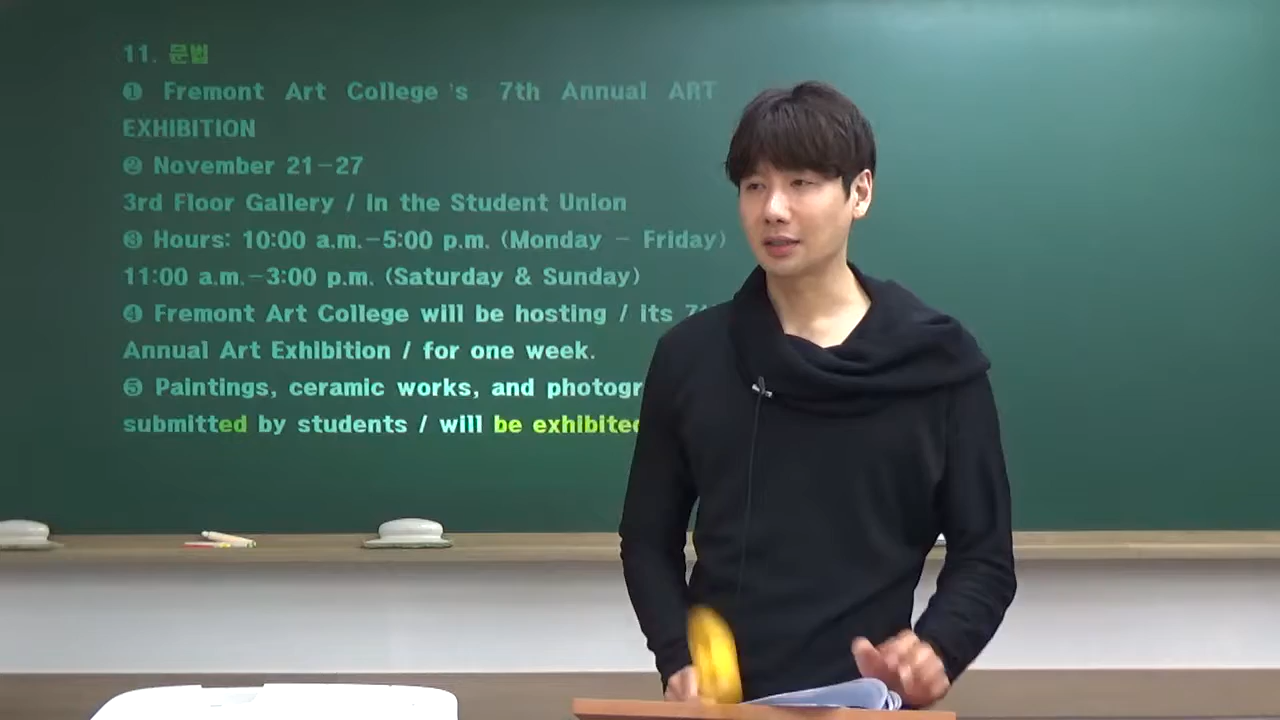 11. 문법
❶ Fremont Art College's 7th Annual ART
EXHIBITION
❷ November 21-27
3rd Floor Gallery / In the Student Union
❸ Hours: 10:00 a.m.-5:00 p.m. (Monday - Friday)
11:00 a.m.-3:00 p.m. (Saturday & Sunday)
❹ Fremont Art College will be hosting / its
Annual Art Exhibition / for one week.
❺ Paintings, ceramic works, and
submitted by students / will be exhibited